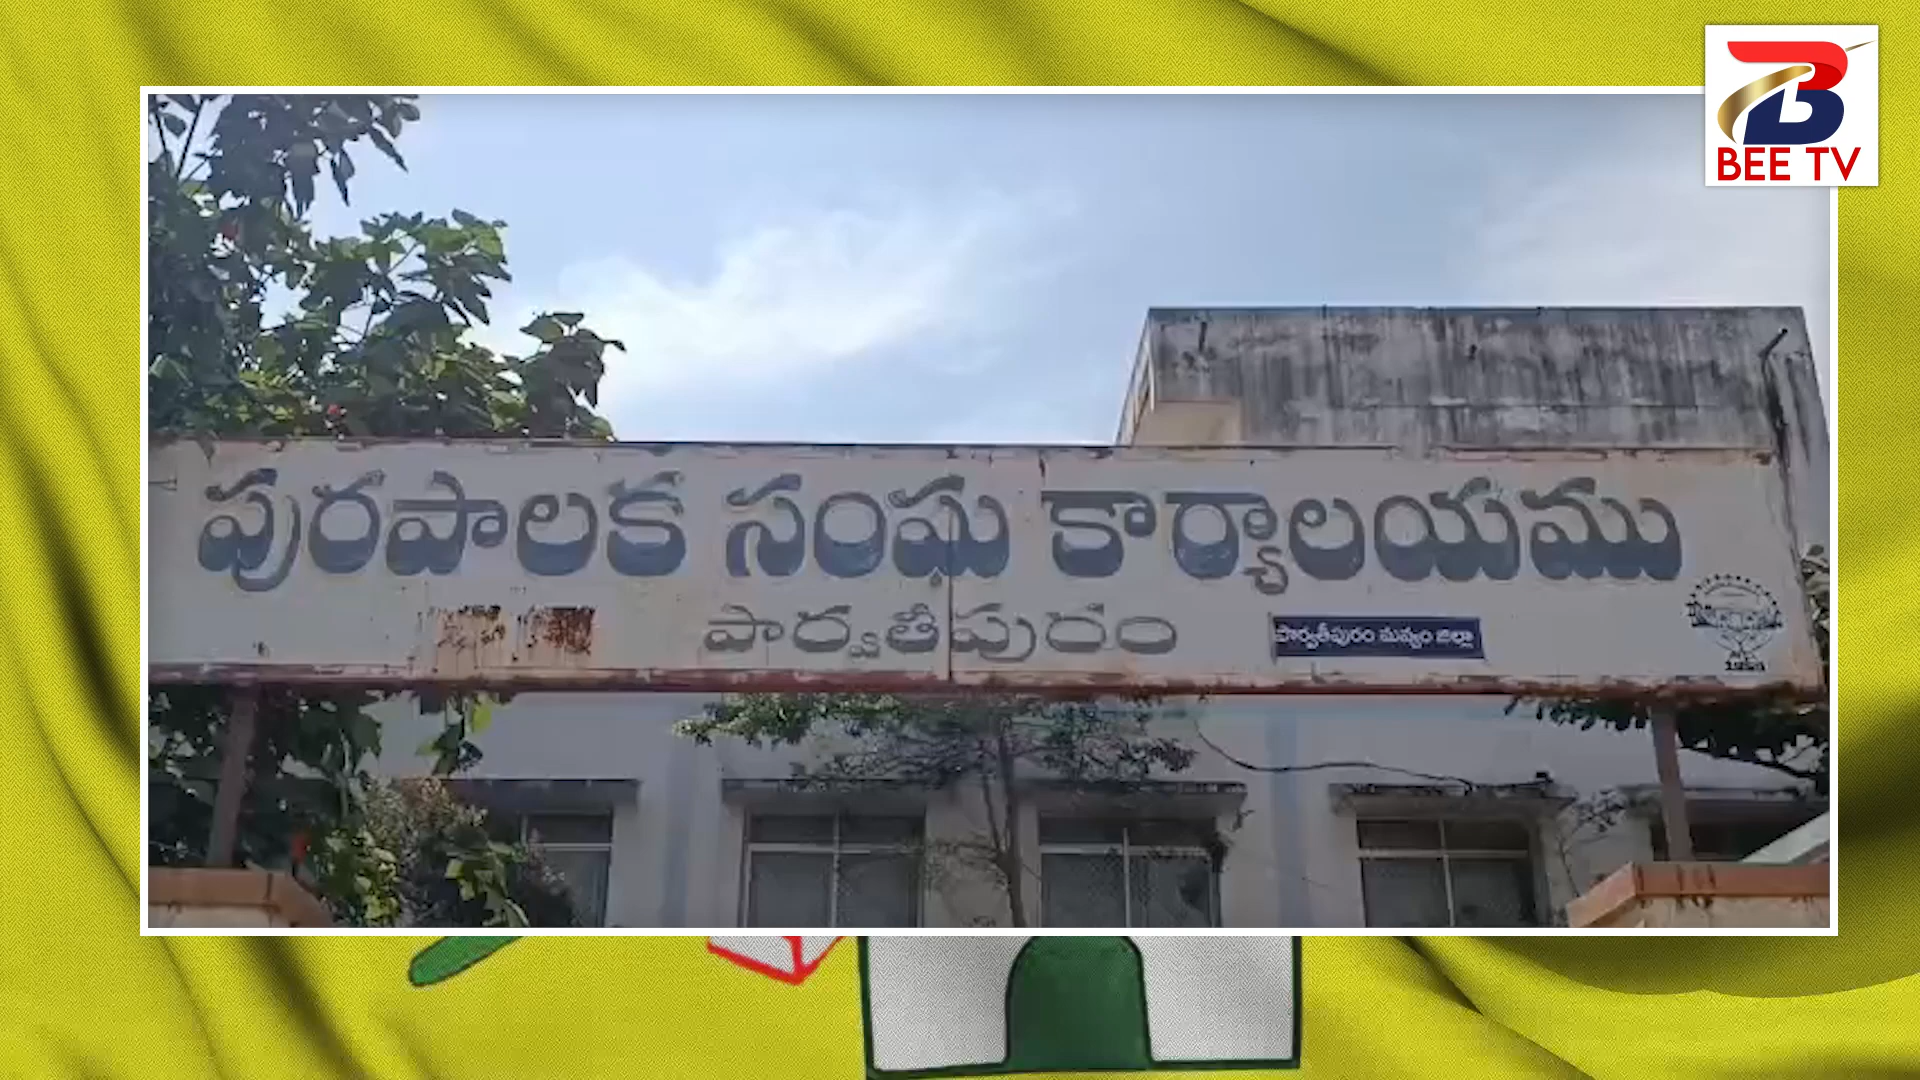 BEE TV
పురపాలక సంఘ కార్యాలయము
పార్వతీపురం
పార్వతీపురం మన్యం జిల్లా